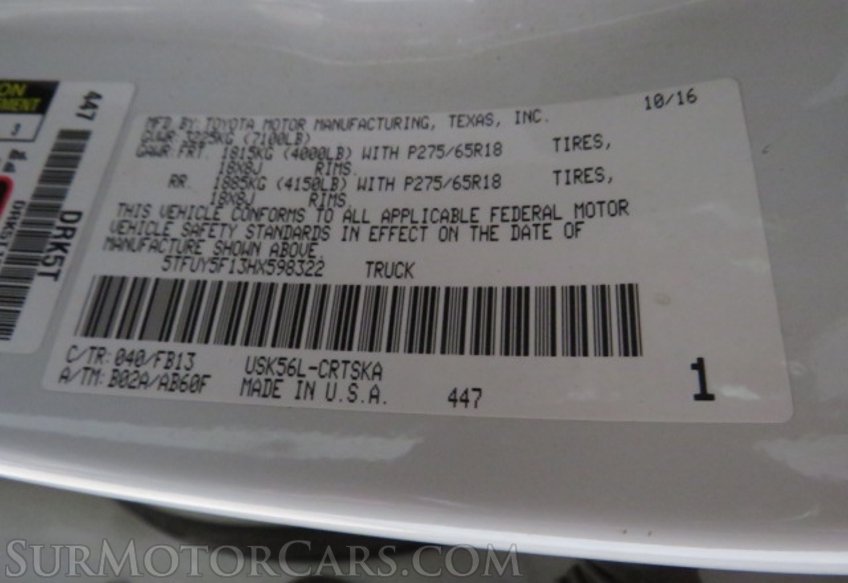 ON
EMENT
3
447
DRK5T
10/16
MFD.BY: TOYOTA MOTOR MANUFACTURING, TEXAS, INC.
GVWR: 3225KG (7100LB)
GAWR: FRT. 1815KG (4000LB) WITH P275/65R18 TIRES,
18X8J RIMS.
RR. 1885KG (4150LB) WITH P275/65R18 TIRES,
18X8J RIMS.
THIS VEHICLE CONFORMS TO ALL APPLICABLE FEDERAL MOTOR
VEHICLE SAFETY STANDARDS IN EFFECT ON THE DATE OF
MANUFACTURE SHOWN ABOVE.
5TFUY5F13HX598322 TRUCK
C/TR: 040/FB13 USK56L-CRTSKA
A/TM: B02A/AB60F MADE IN U.S.A. 447 1
SURMOTORCARS.COM